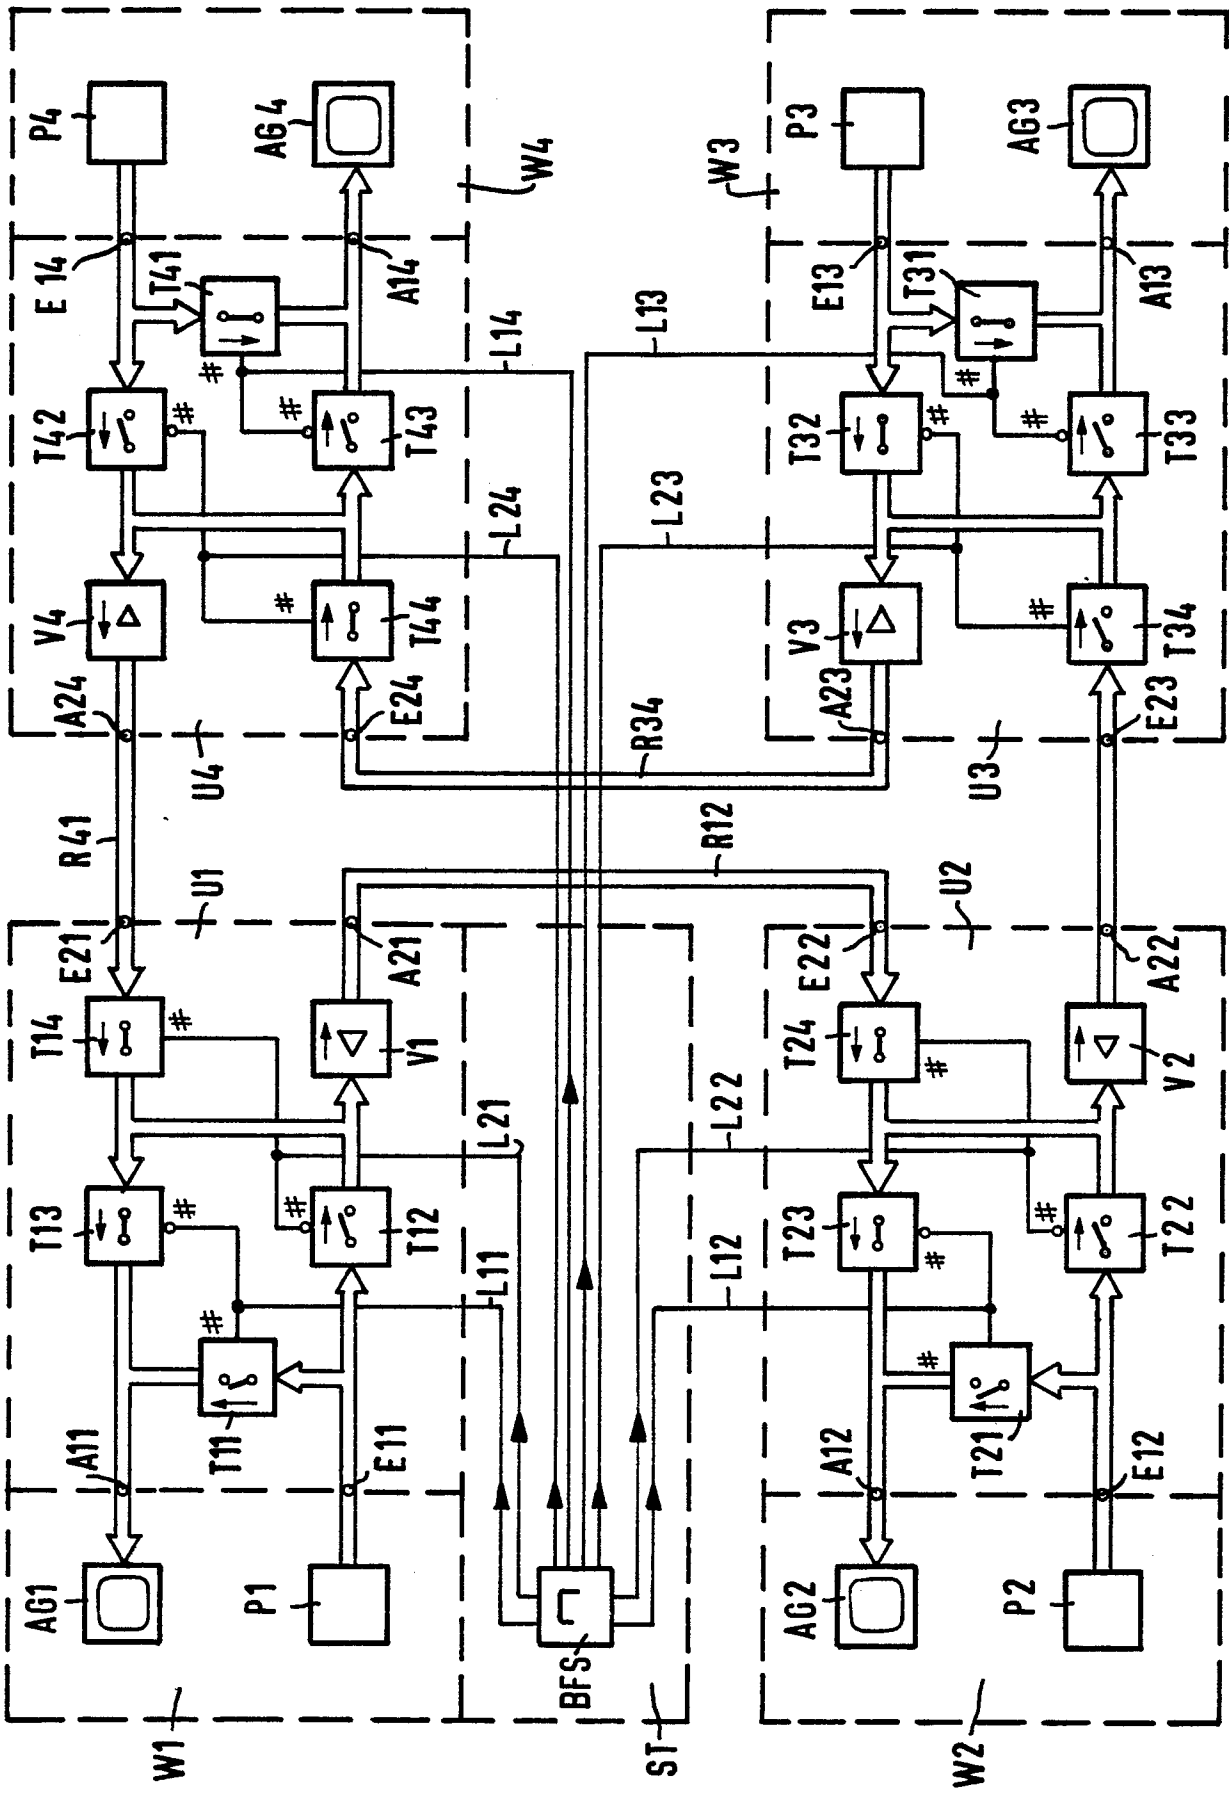 W1
AG1
A11
T13
#
T14
#
E21
U1
P1
T11
#
E11
T12
#
V1
A21
L11
L21
R41
A24
U4
V4
T42
#
E 14
P4
T41
#
W4
E24
T44
#
T43
#
A14
AG4
L24
L14
ST
BFS
R12
R34
L12
L22
L23
L13
W2
AG2
A12
T23
#
T24
#
E22
U2
P2
T21
#
E12
T22
#
V2
A22
A23
U3
V3
T32
#
E13
P3
T31
#
W3
E23
T34
#
T33
#
A13
AG3